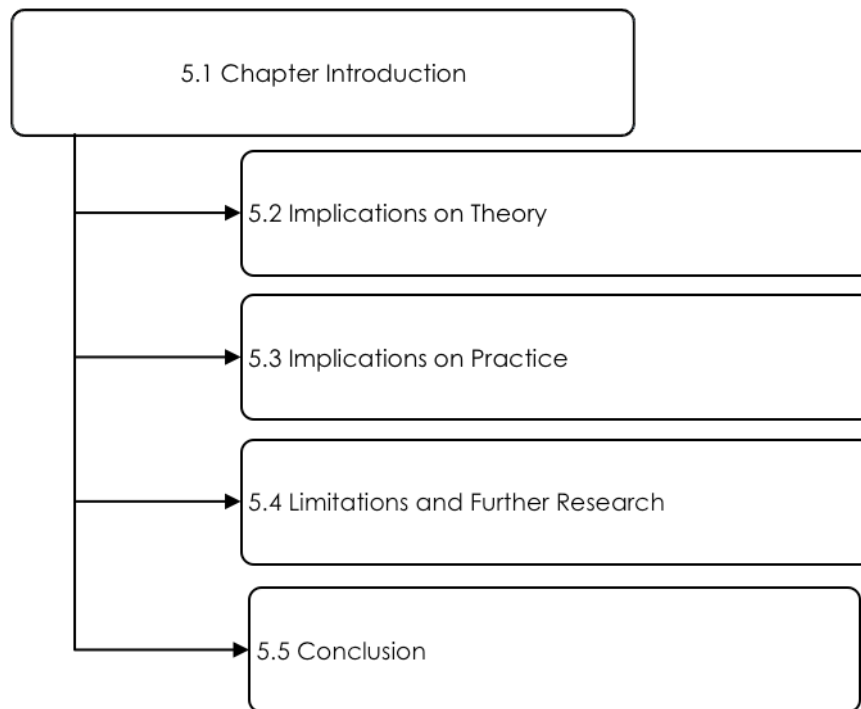 5.1 Chapter Introduction
5.2 Implications on Theory
5.3 Implications on Practice
5.4 Limitations and Further Research
5.5 Conclusion